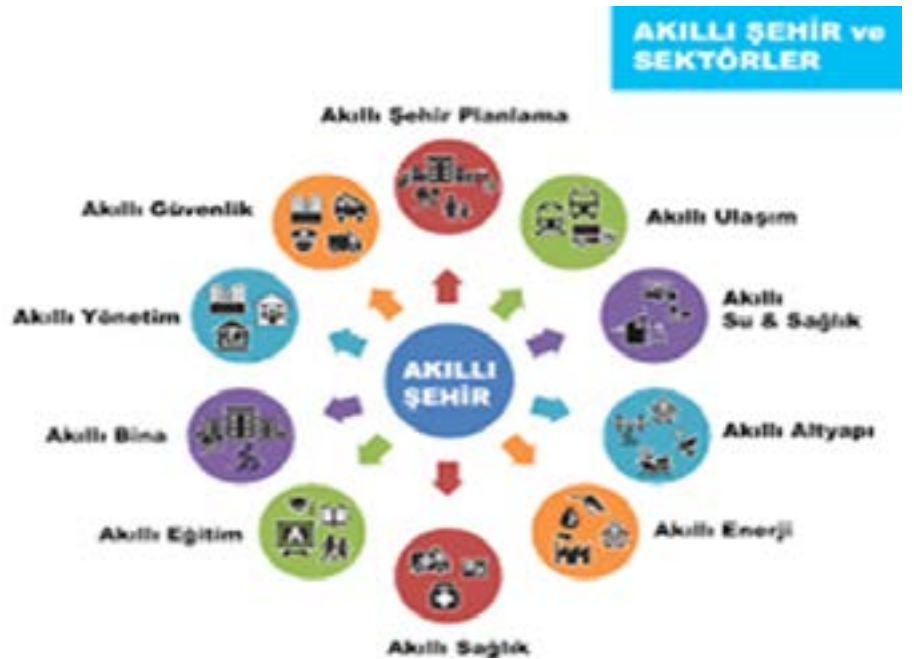 AKILLI ŞEHİR ve
SEKTÖRLER
Akıllı Şehir Planlama
Akıllı Güvenlik
Akıllı Ulaşım
Akıllı Yönetim
Akıllı
Su & Sağlık
AKILLI
ŞEHİR
Akıllı Bina
Akıllı Altyapı
Akıllı Eğitim
Akıllı Enerji
Akıllı Sağlık